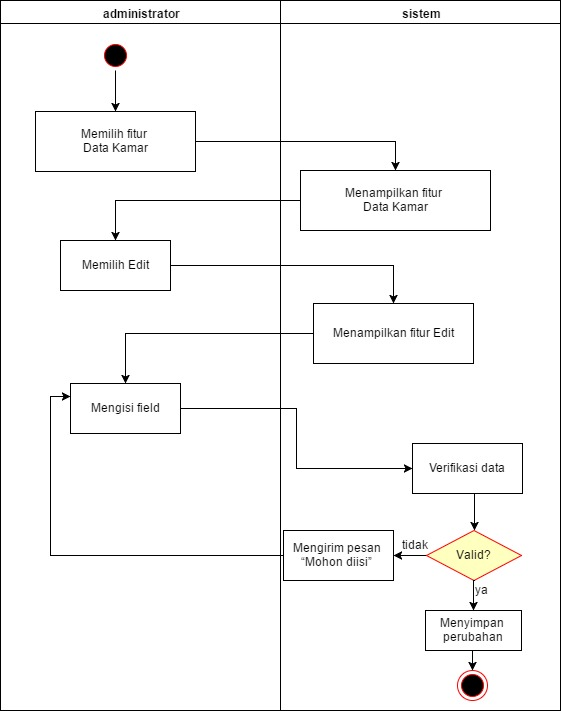 administrator
sistem
Memilih fitur
Data Kamar
Menampilkan fitur
Data Kamar
Memilih Edit
Menampilkan fitur Edit
Mengisi field
Verifikasi data
Valid?
tidak
Mengirim pesan
“Mohon diisi”
ya
Menyimpan
perubahan